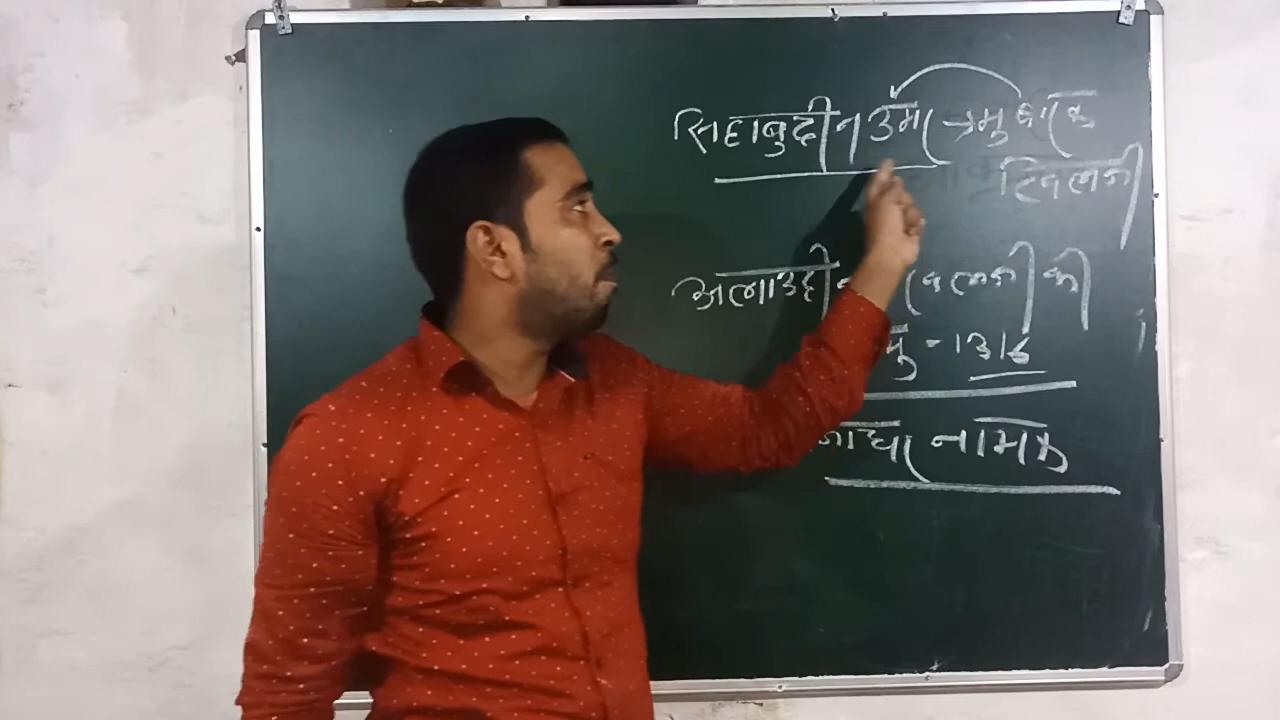 सिहाबुदीन उमर - मुबारक
खिलजी
अलाउद्दीन खिलजी की
मृ - 1316
नामक